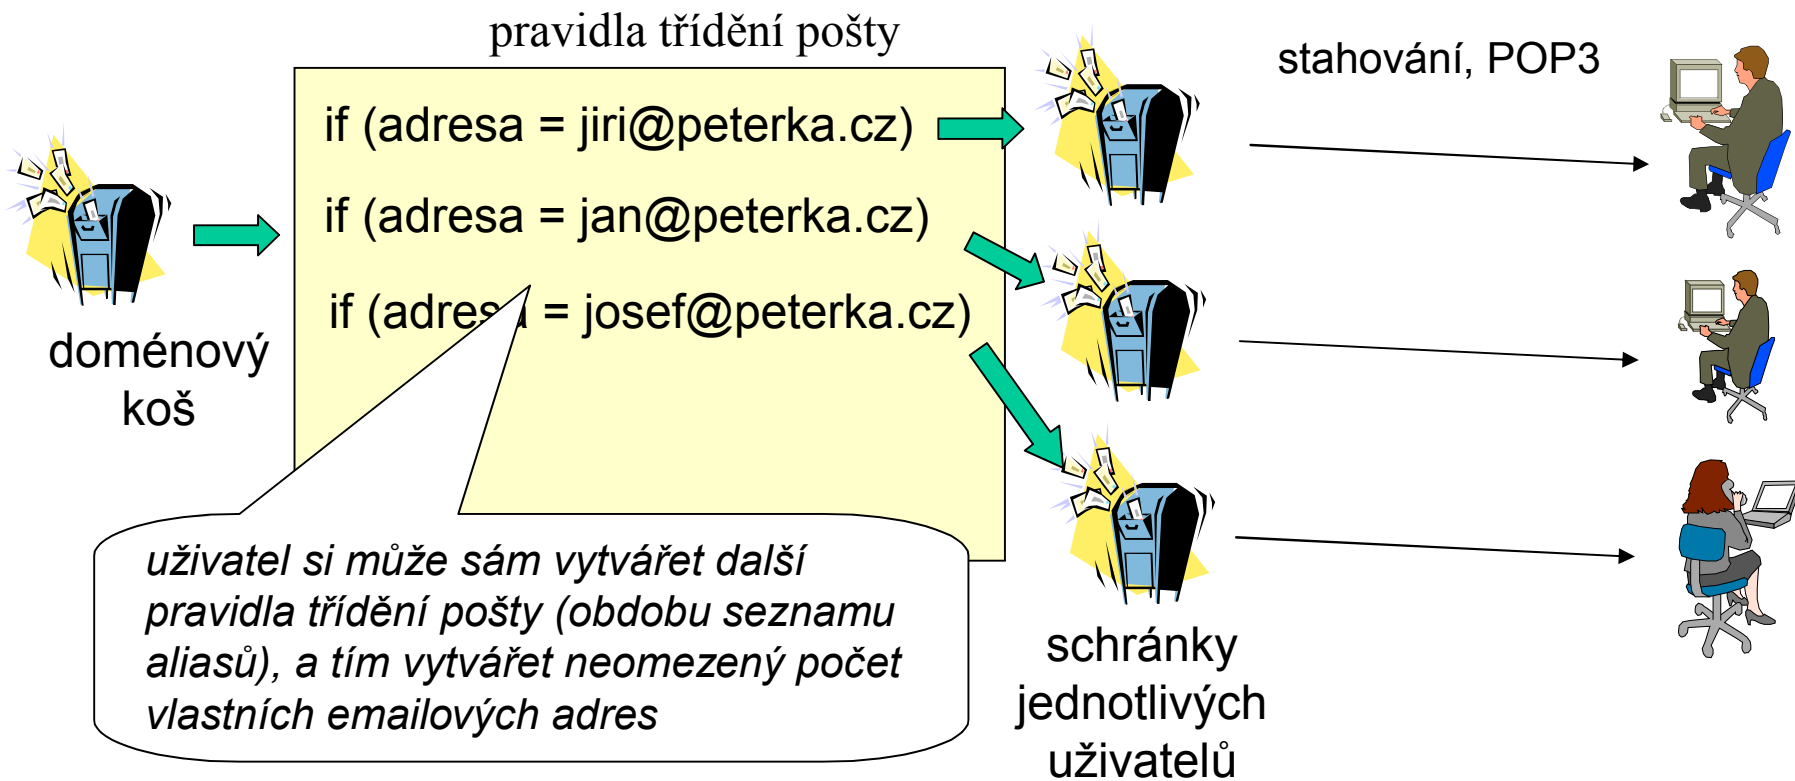 pravidla třídění pošty
stahování, POP3
if (adresa = jiri@peterka.cz)
if (adresa = jan@peterka.cz)
if (adresa = josef@peterka.cz)
doménový
koš
uživatel si může sám vytvářet další
pravidla třídění pošty (obdobu seznamu
aliasů), a tím vytvářet neomezený počet
vlastních emailových adres
schránky
jednotlivých
uživatelů